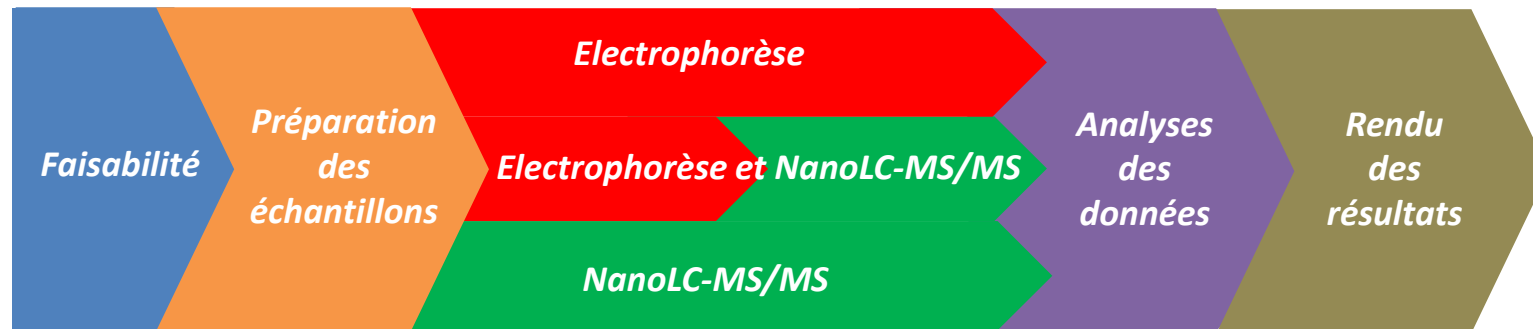 Faisabilité
Préparation
des
échantillons
Electrophorèse
Electrophorèse et NanoLC-MS/MS
NanoLC-MS/MS
Analyses
des
données
Rendu
des
résultats